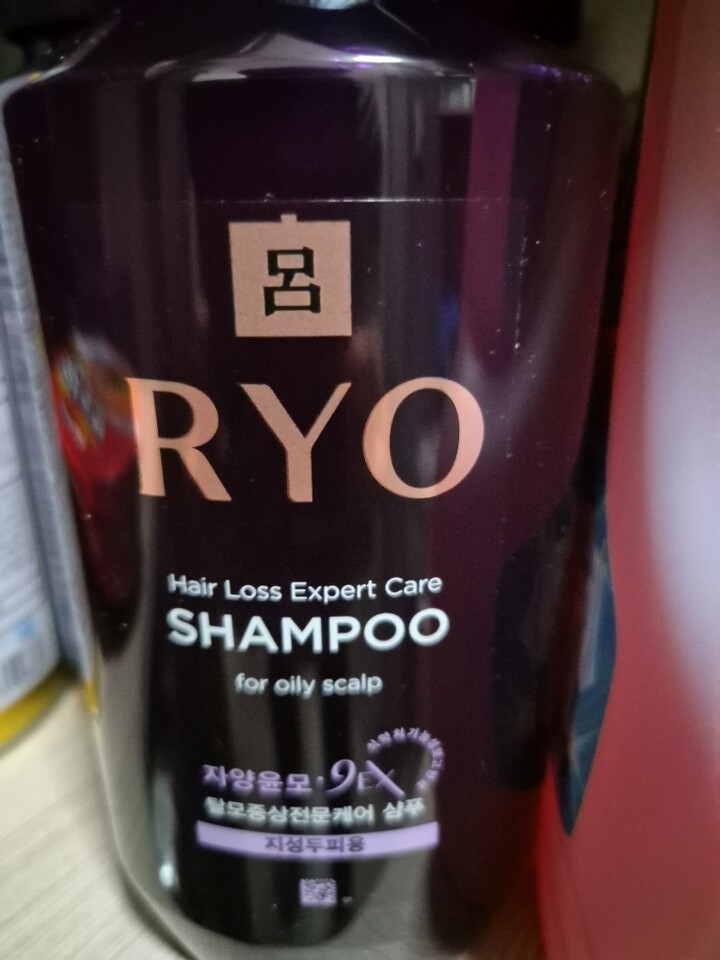 呂
RYO
Hair Loss Expert Care
SHAMPOO
for oily scalp
자양윤모·9EX
탈모증상전문케어 샴푸
지성두피용